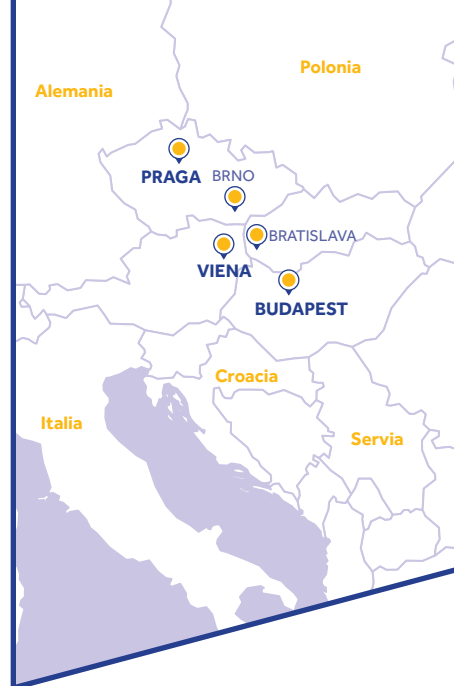 Polonia
Alemania
PRAGA
BRNO
BRATISLAVA
VIENA
BUDAPEST
Croacia
Italia
Servia